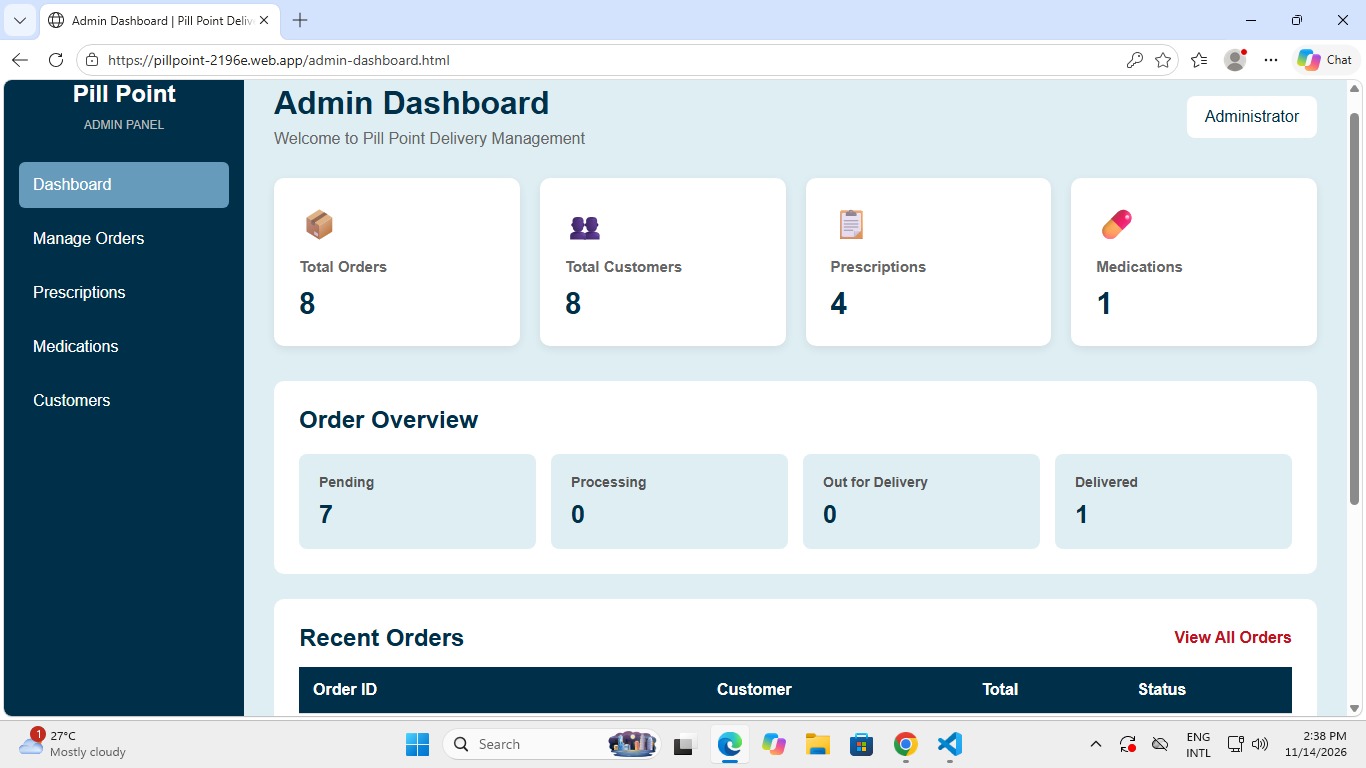 Admin Dashboard | Pill Point Deliv
https://pillpoint-2196e.web.app/admin-dashboard.html
Chat
Pill Point
ADMIN PANEL
Dashboard
Manage Orders
Prescriptions
Medications
Customers
Admin Dashboard
Welcome to Pill Point Delivery Management
Administrator
Total Orders
8
Total Customers
8
Prescriptions
4
Medications
1
Order Overview
Pending
7
Processing
0
Out for Delivery
0
Delivered
1
Recent Orders
View All Orders
Order ID Customer Total Status
1
27°C
Mostly cloudy
Search
ENG
INTL
2:38 PM
11/14/2026